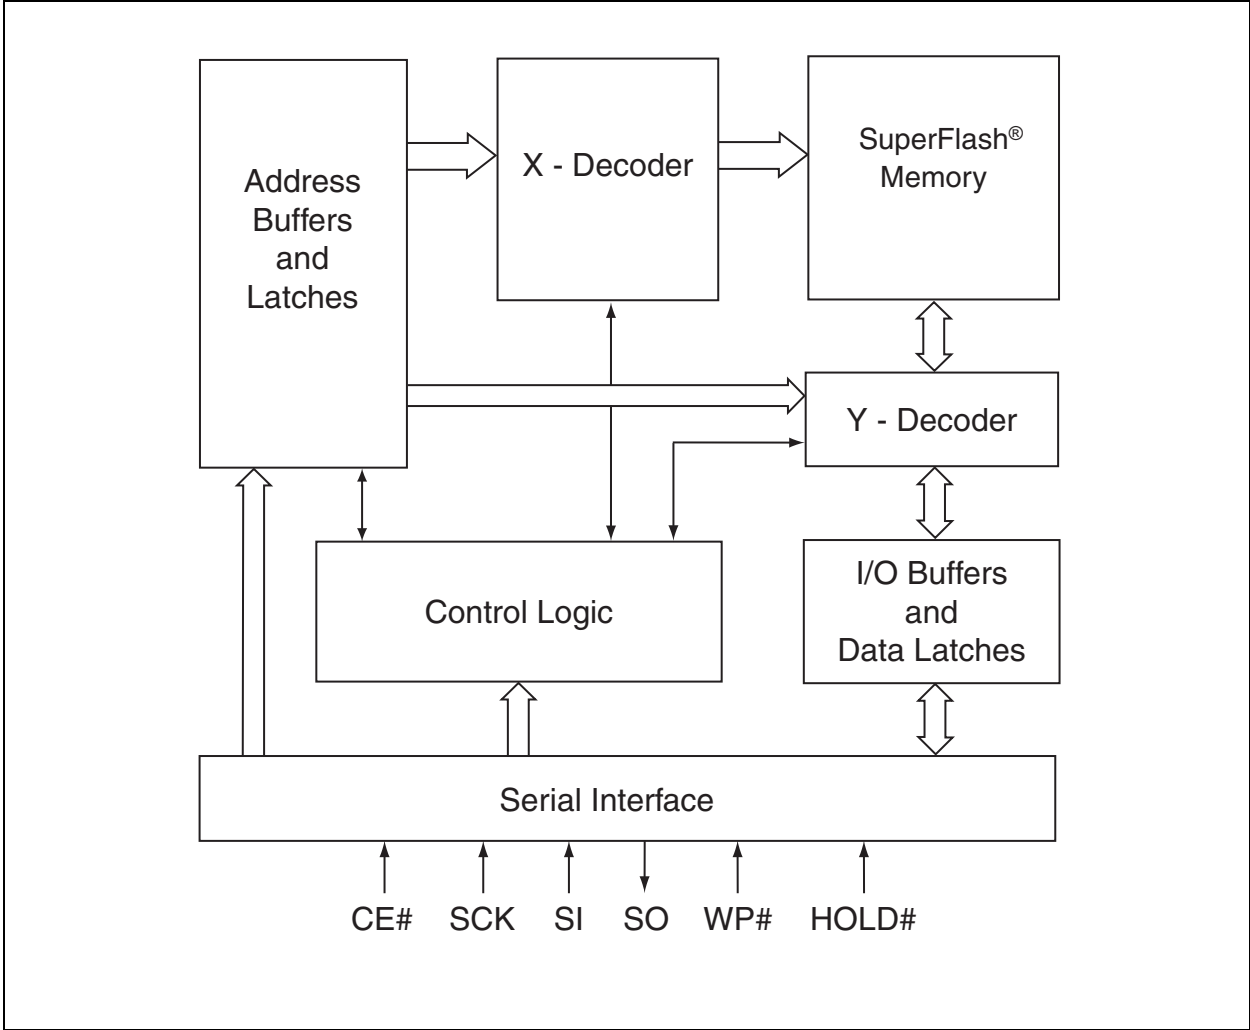 Address
Buffers
and
Latches
X - Decoder
SuperFlash®
Memory
Y - Decoder
Control Logic
I/O Buffers
and
Data Latches
Serial Interface
CE# SCK SI SO WP# HOLD#